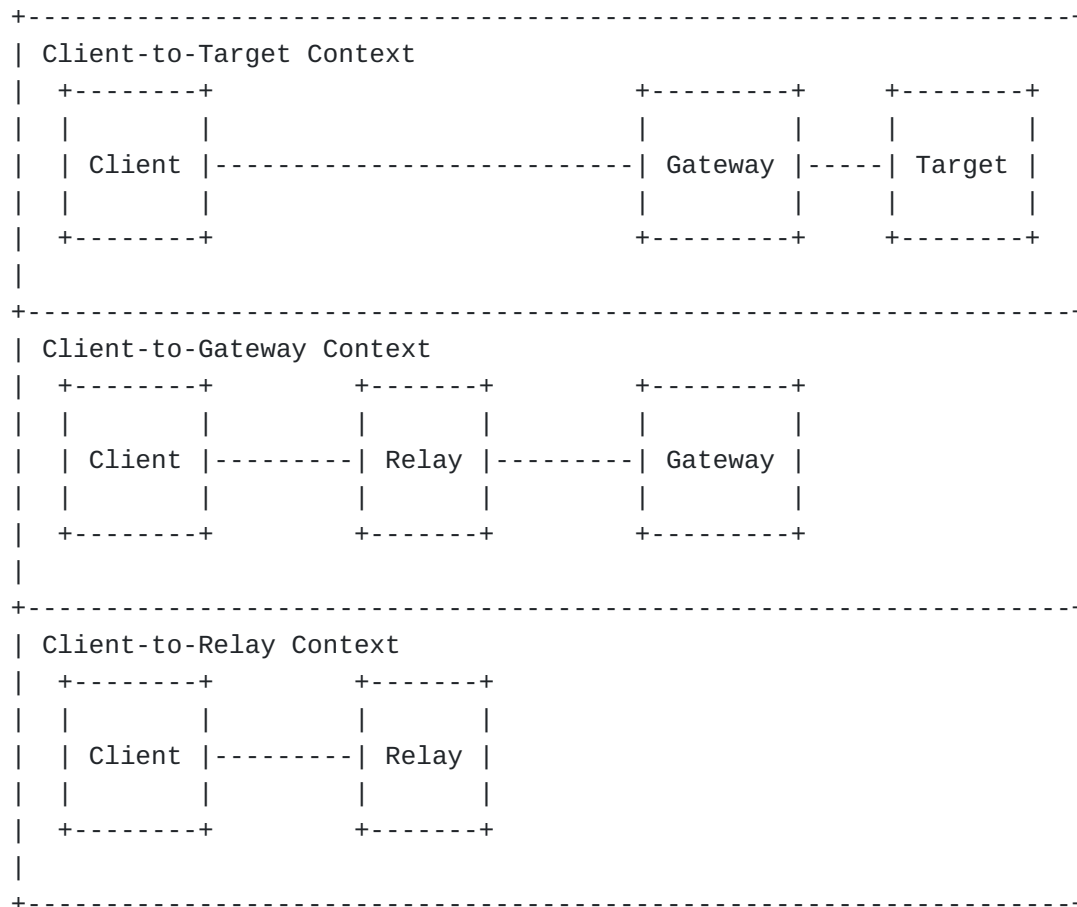 Client-to-Target Context
Client Gateway Target
Client-to-Gateway Context
Client Relay Gateway
Client-to-Relay Context
Client Relay